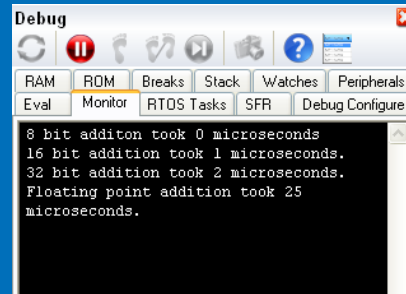 Debug
RAM ROM Breaks Stack Watches Peripherals
Eval Monitor RTOS Tasks SFR Debug Configure
8 bit additon took 0 microseconds
16 bit addition took 1 microseconds.
32 bit addition took 2 microseconds.
Floating point addition took 25
microseconds.